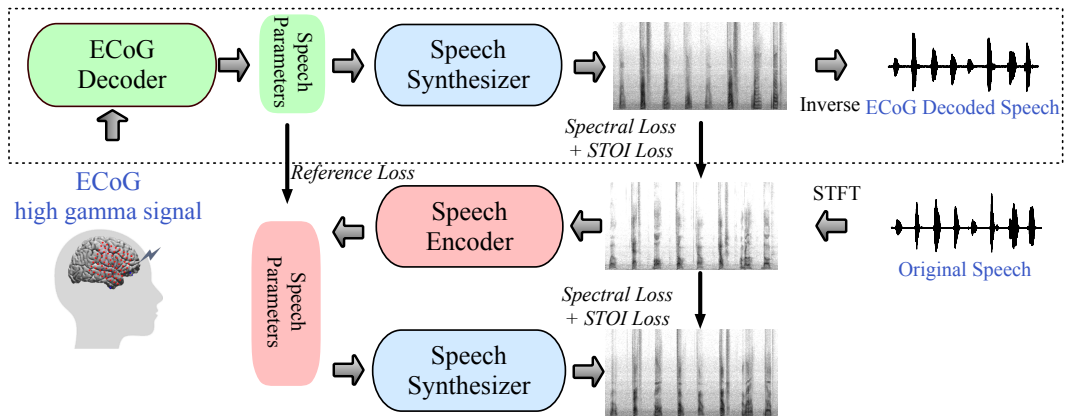 ECoG
Decoder
Speech
Parameters
Speech
Synthesizer
Inverse
ECoG Decoded Speech
Spectral Loss
+ STOI Loss
Reference Loss
ECoG
high gamma signal
Speech
Parameters
Speech
Encoder
STFT
Original Speech
Spectral Loss
+ STOI Loss
Speech
Synthesizer